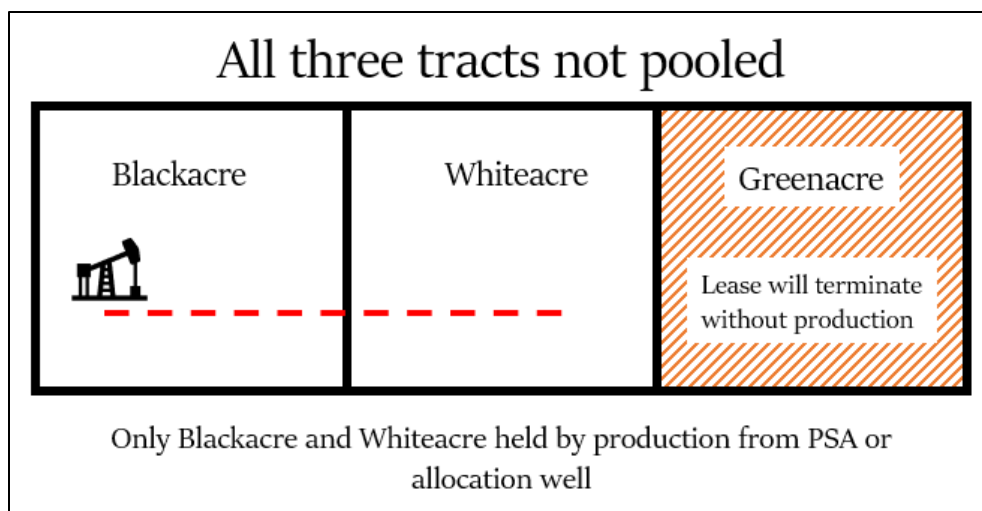 All three tracts not pooled
Blackacre
Whiteacre
Greenacre
Lease will terminate
without production
Only Blackacre and Whiteacre held by production from PSA or
allocation well